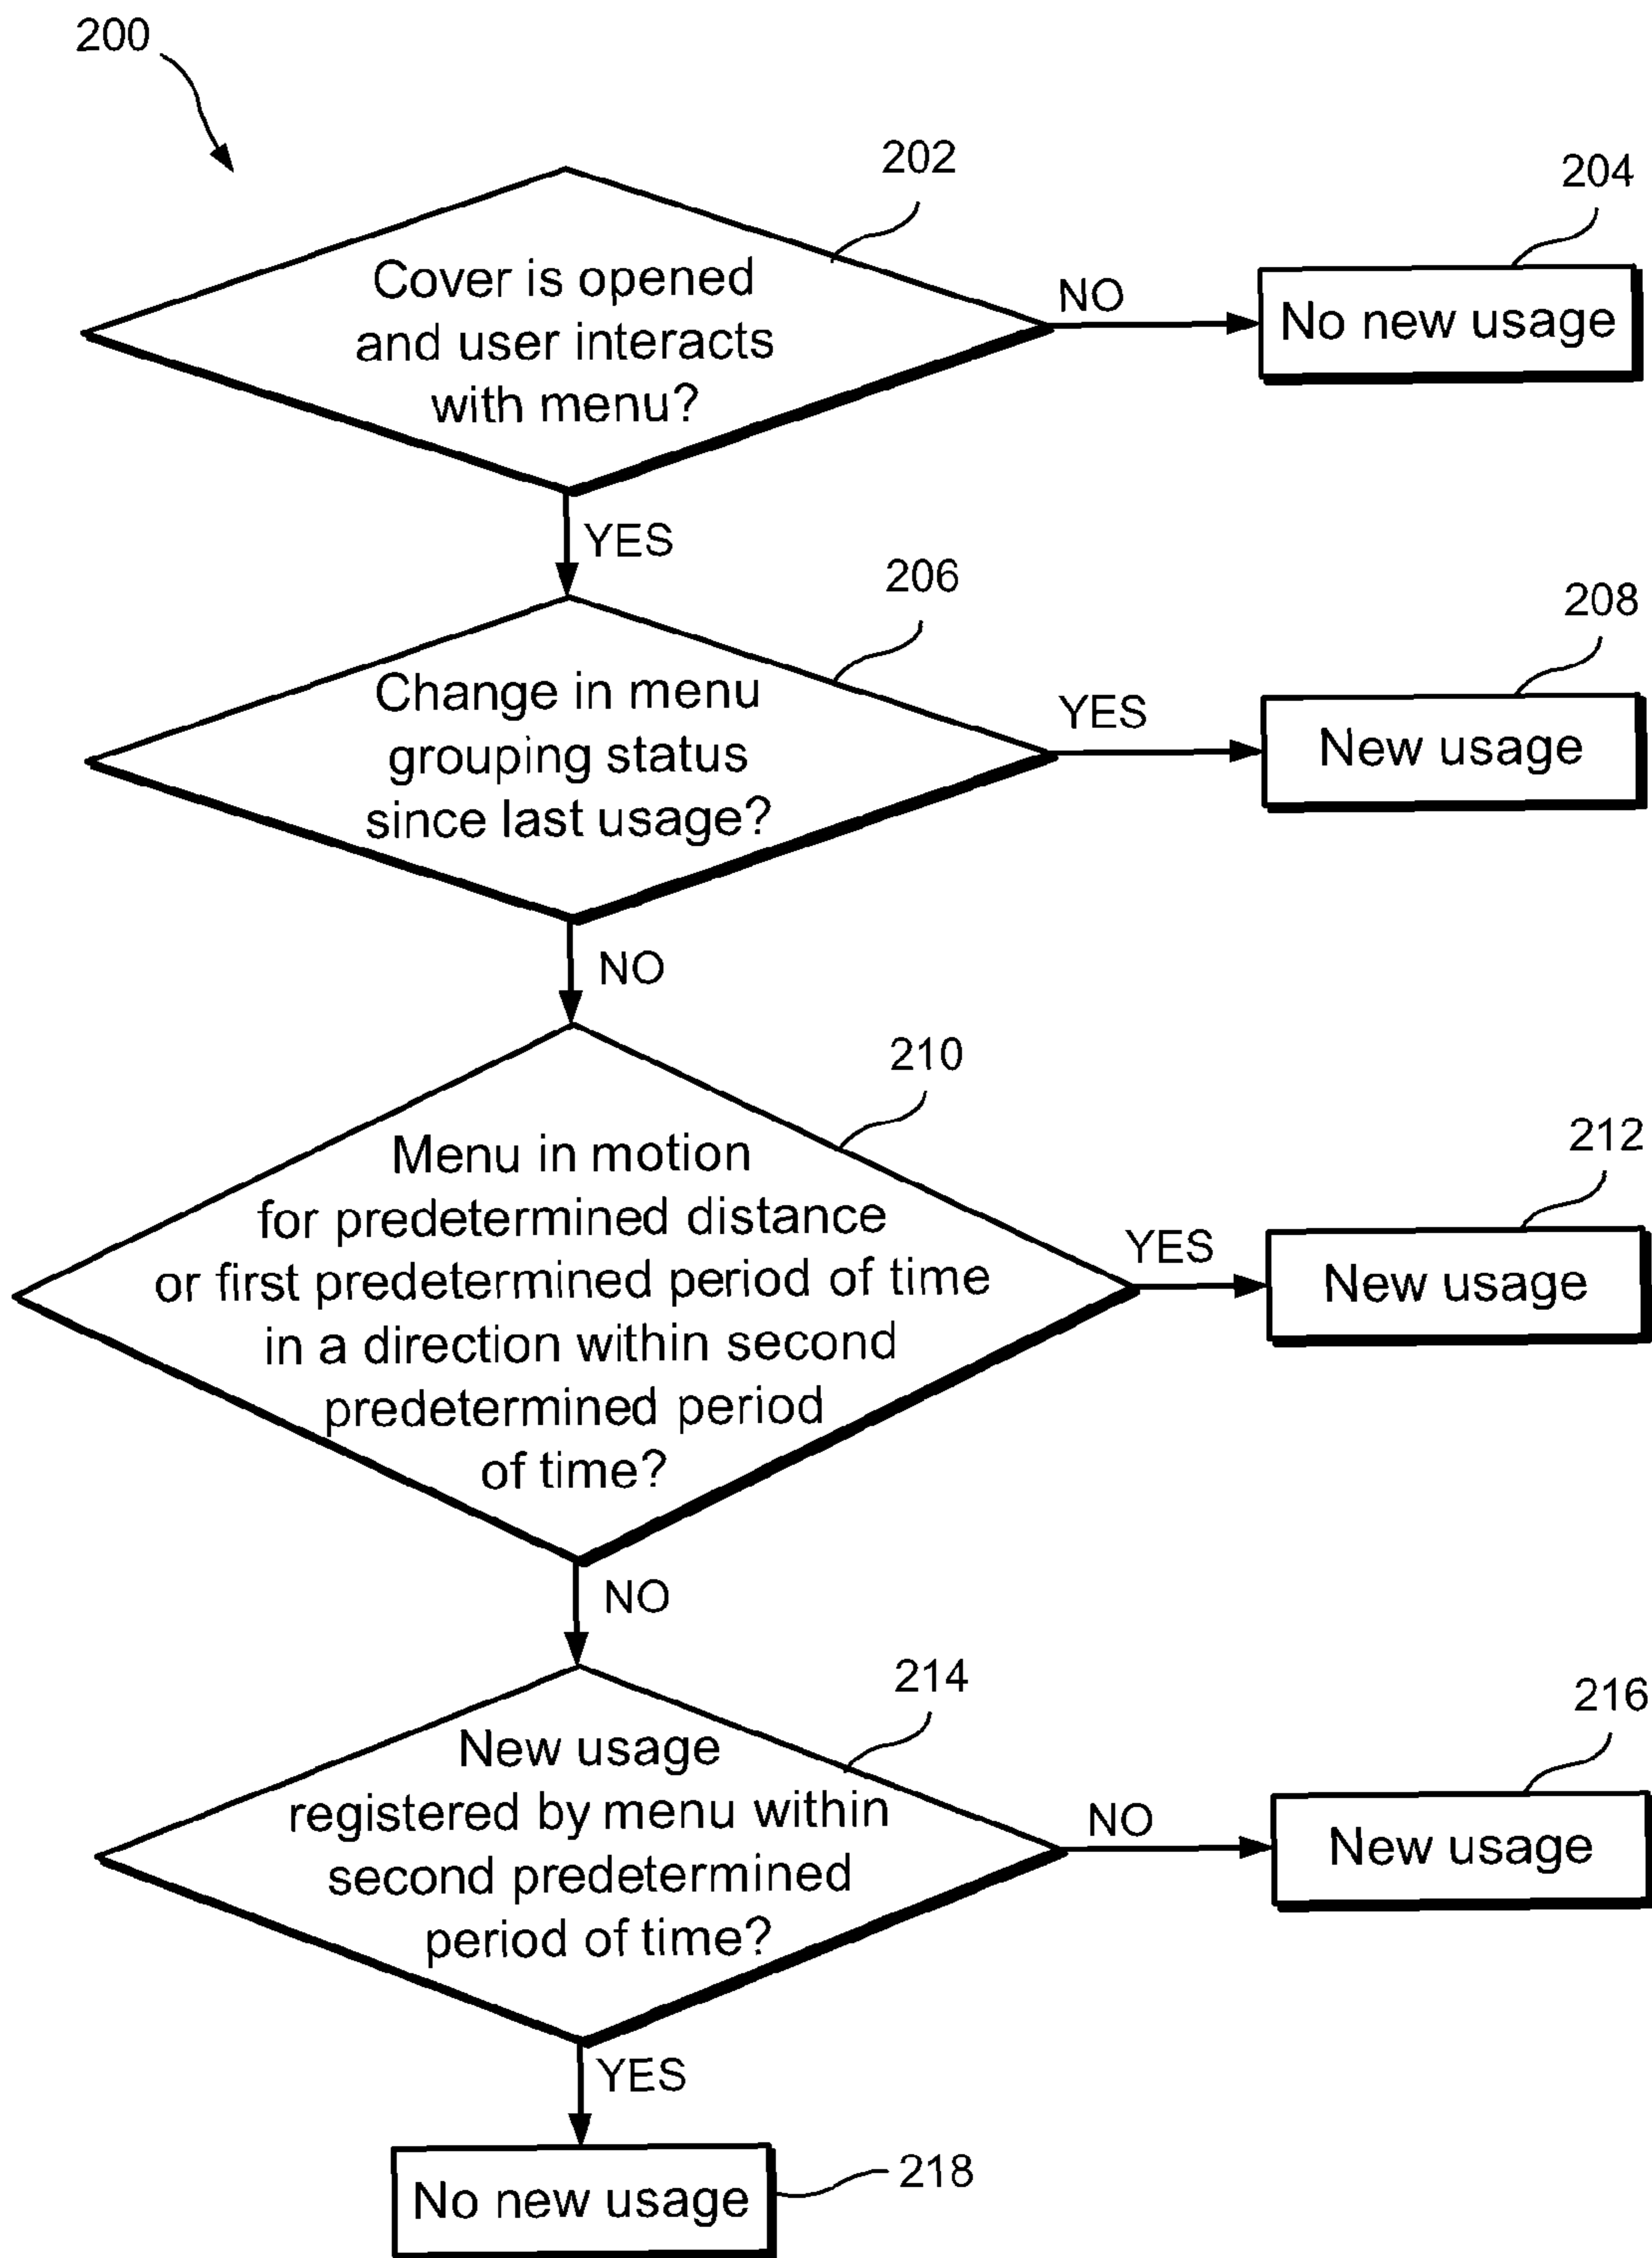 200
202
204
Cover is opened
and user interacts
with menu?
NO
No new usage
YES
206
208
Change in menu
grouping status
since last usage?
YES
New usage
NO
210
212
Menu in motion
for predetermined distance
or first predetermined period of time
in a direction within second
predetermined period
of time?
YES
New usage
NO
214
216
New usage
registered by menu within
second predetermined
period of time?
NO
New usage
YES
No new usage
218